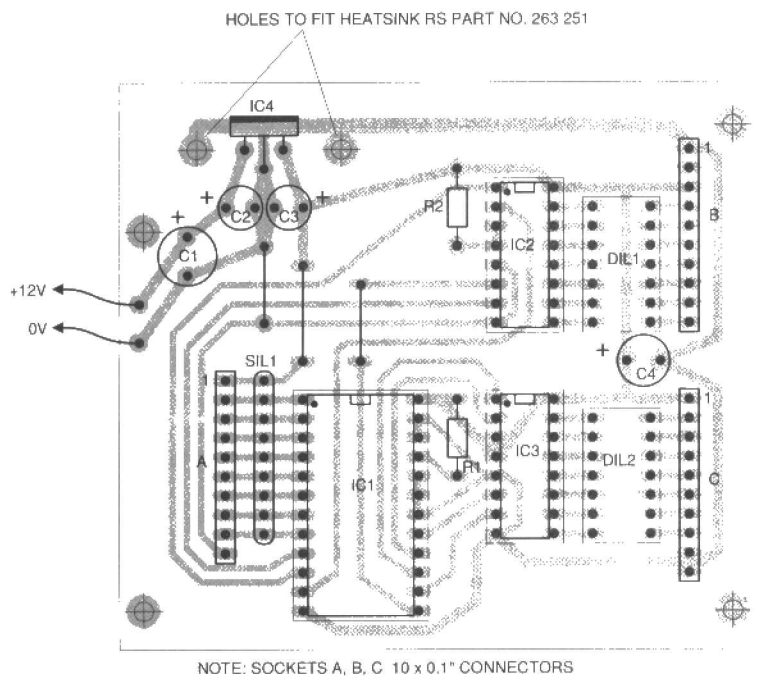 HOLES TO FIT HEATSINK RS PART NO. 263 251
IC4
1
+ C2 C3 +
R2
+
C1
IC2
B
DIL1
+12V
0V
SIL1
+
C4
1
1
A
IC1
R1
IC3
DIL2
C
NOTE: SOCKETS A, B, C 10 x 0.1" CONNECTORS